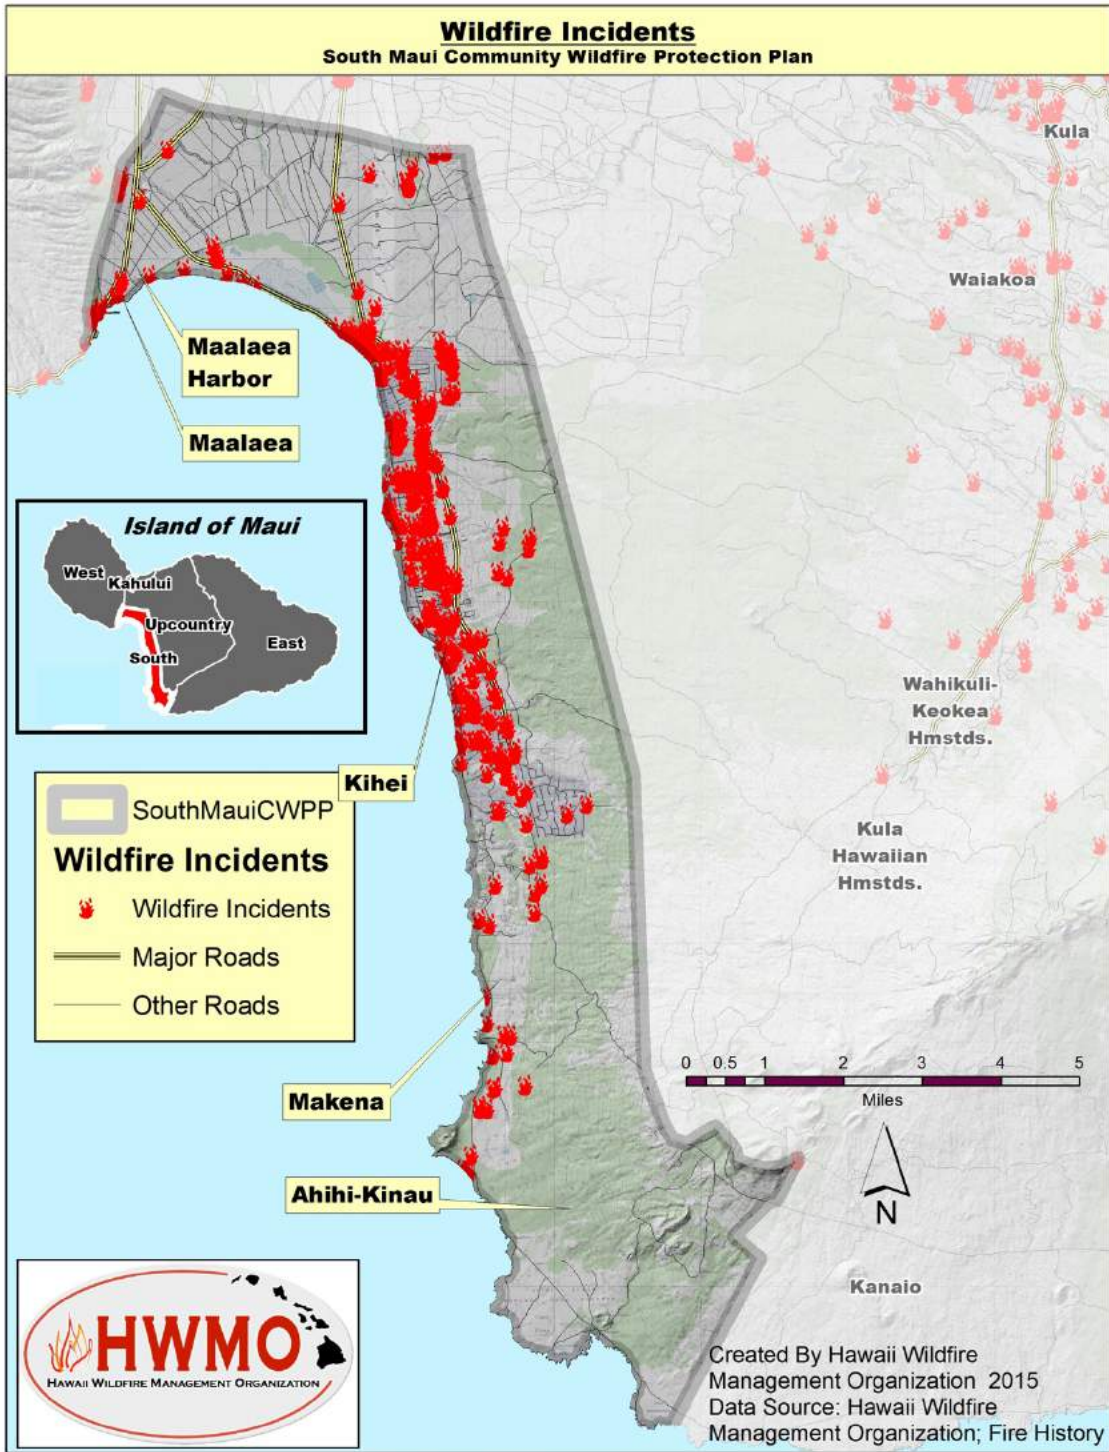 Wildfire Incidents
South Maui Community Wildfire Protection Plan
Kula
Waiakoa
Maalaea
Harbor
Maalaea
Island of Maui
West
Kahului
Upcountry
East
South
Wahikuli-
Keokea
Hmstds.
Kihei
SouthMauiCWPP
Wildfire Incidents
Wildfire Incidents
Major Roads
Other Roads
Kula
Hawaiian
Hmstds.
0 0.5 1 2 3 4 5
Miles
Makena
N
Ahihi-Kinau
Kanaio
HWMO
HAWAII WILDFIRE MANAGEMENT ORGANIZATION
Created By Hawaii Wildfire
Management Organization 2015
Data Source: Hawaii Wildfire
Management Organization; Fire History